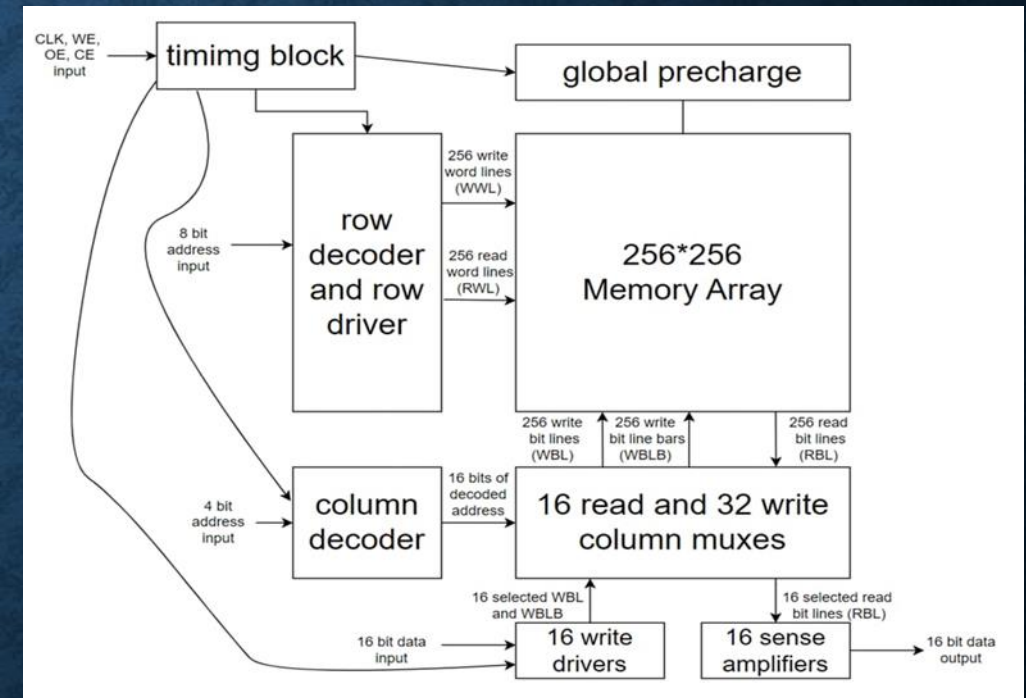 CLK, WE,
OE, CE
input
timimg block
global precharge
256 write
word lines
(WWL)
8 bit
address
input
row
decoder
and row
driver
256 read
word lines
(RWL)
256*256
Memory Array
256 write
bit lines
(WBL)
256 write
bit line bars
(WBLB)
256 read
bit lines
(RBL)
4 bit
address
input
column
decoder
16 bits of
decoded
address
16 read and 32 write
column muxes
16 selected WBL
and WBLB
16 selected read
bit lines (RBL)
16 bit data
input
16 write
drivers
16 sense
amplifiers
16 bit data
output